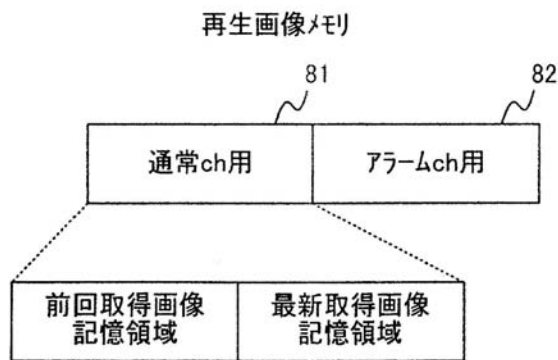 再生画像メモリ
81
82
通常ch用
アラームch用
前回取得画像
記憶領域
最新取得画像
記憶領域